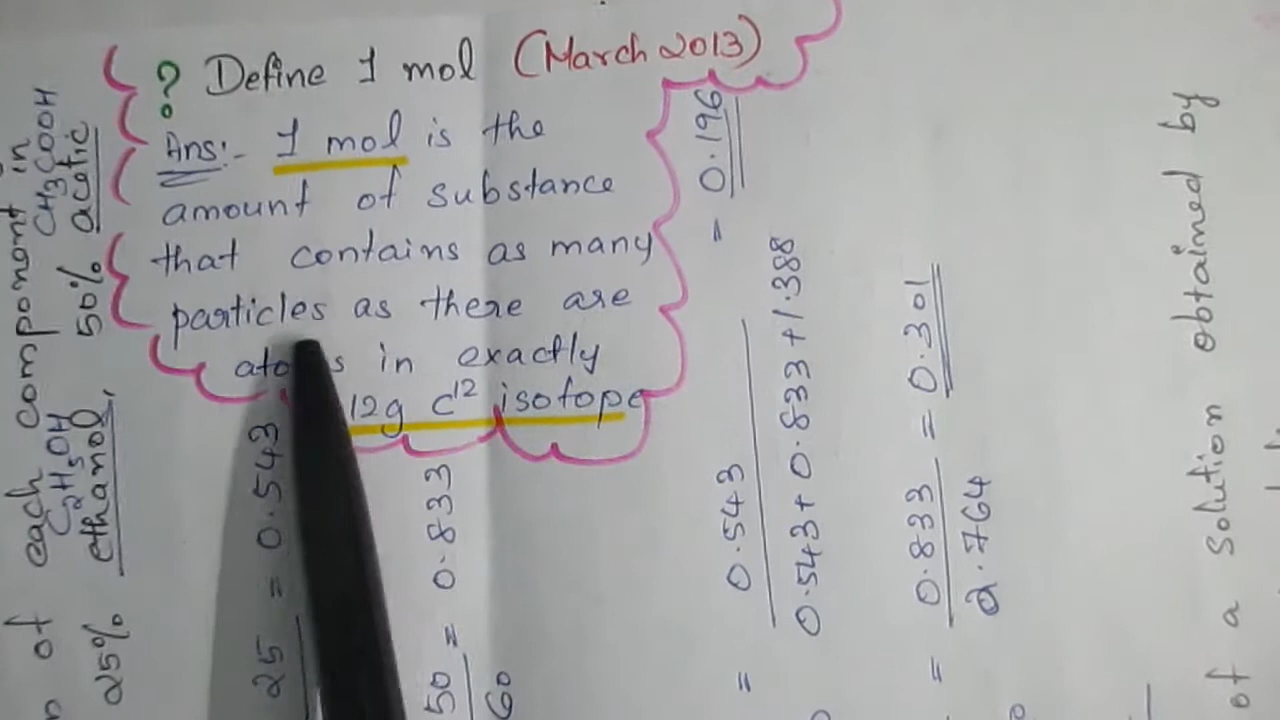 ? Define 1 mol (March 2013)
Ans:- 1 mol is the
amount of substance
that contains as many
particles as there are
atoms in exactly
12g C¹² isotope
of each component in
C₂H₅OH CH₃COOH
25% ethanol, 50% acetic
25 = 0.543
50/60 = 0.833
= 0.543 / 0.543 + 0.833 + 1.388 = 0.196
= 0.833 / 2.764 = 0.301
of a solution obtained by